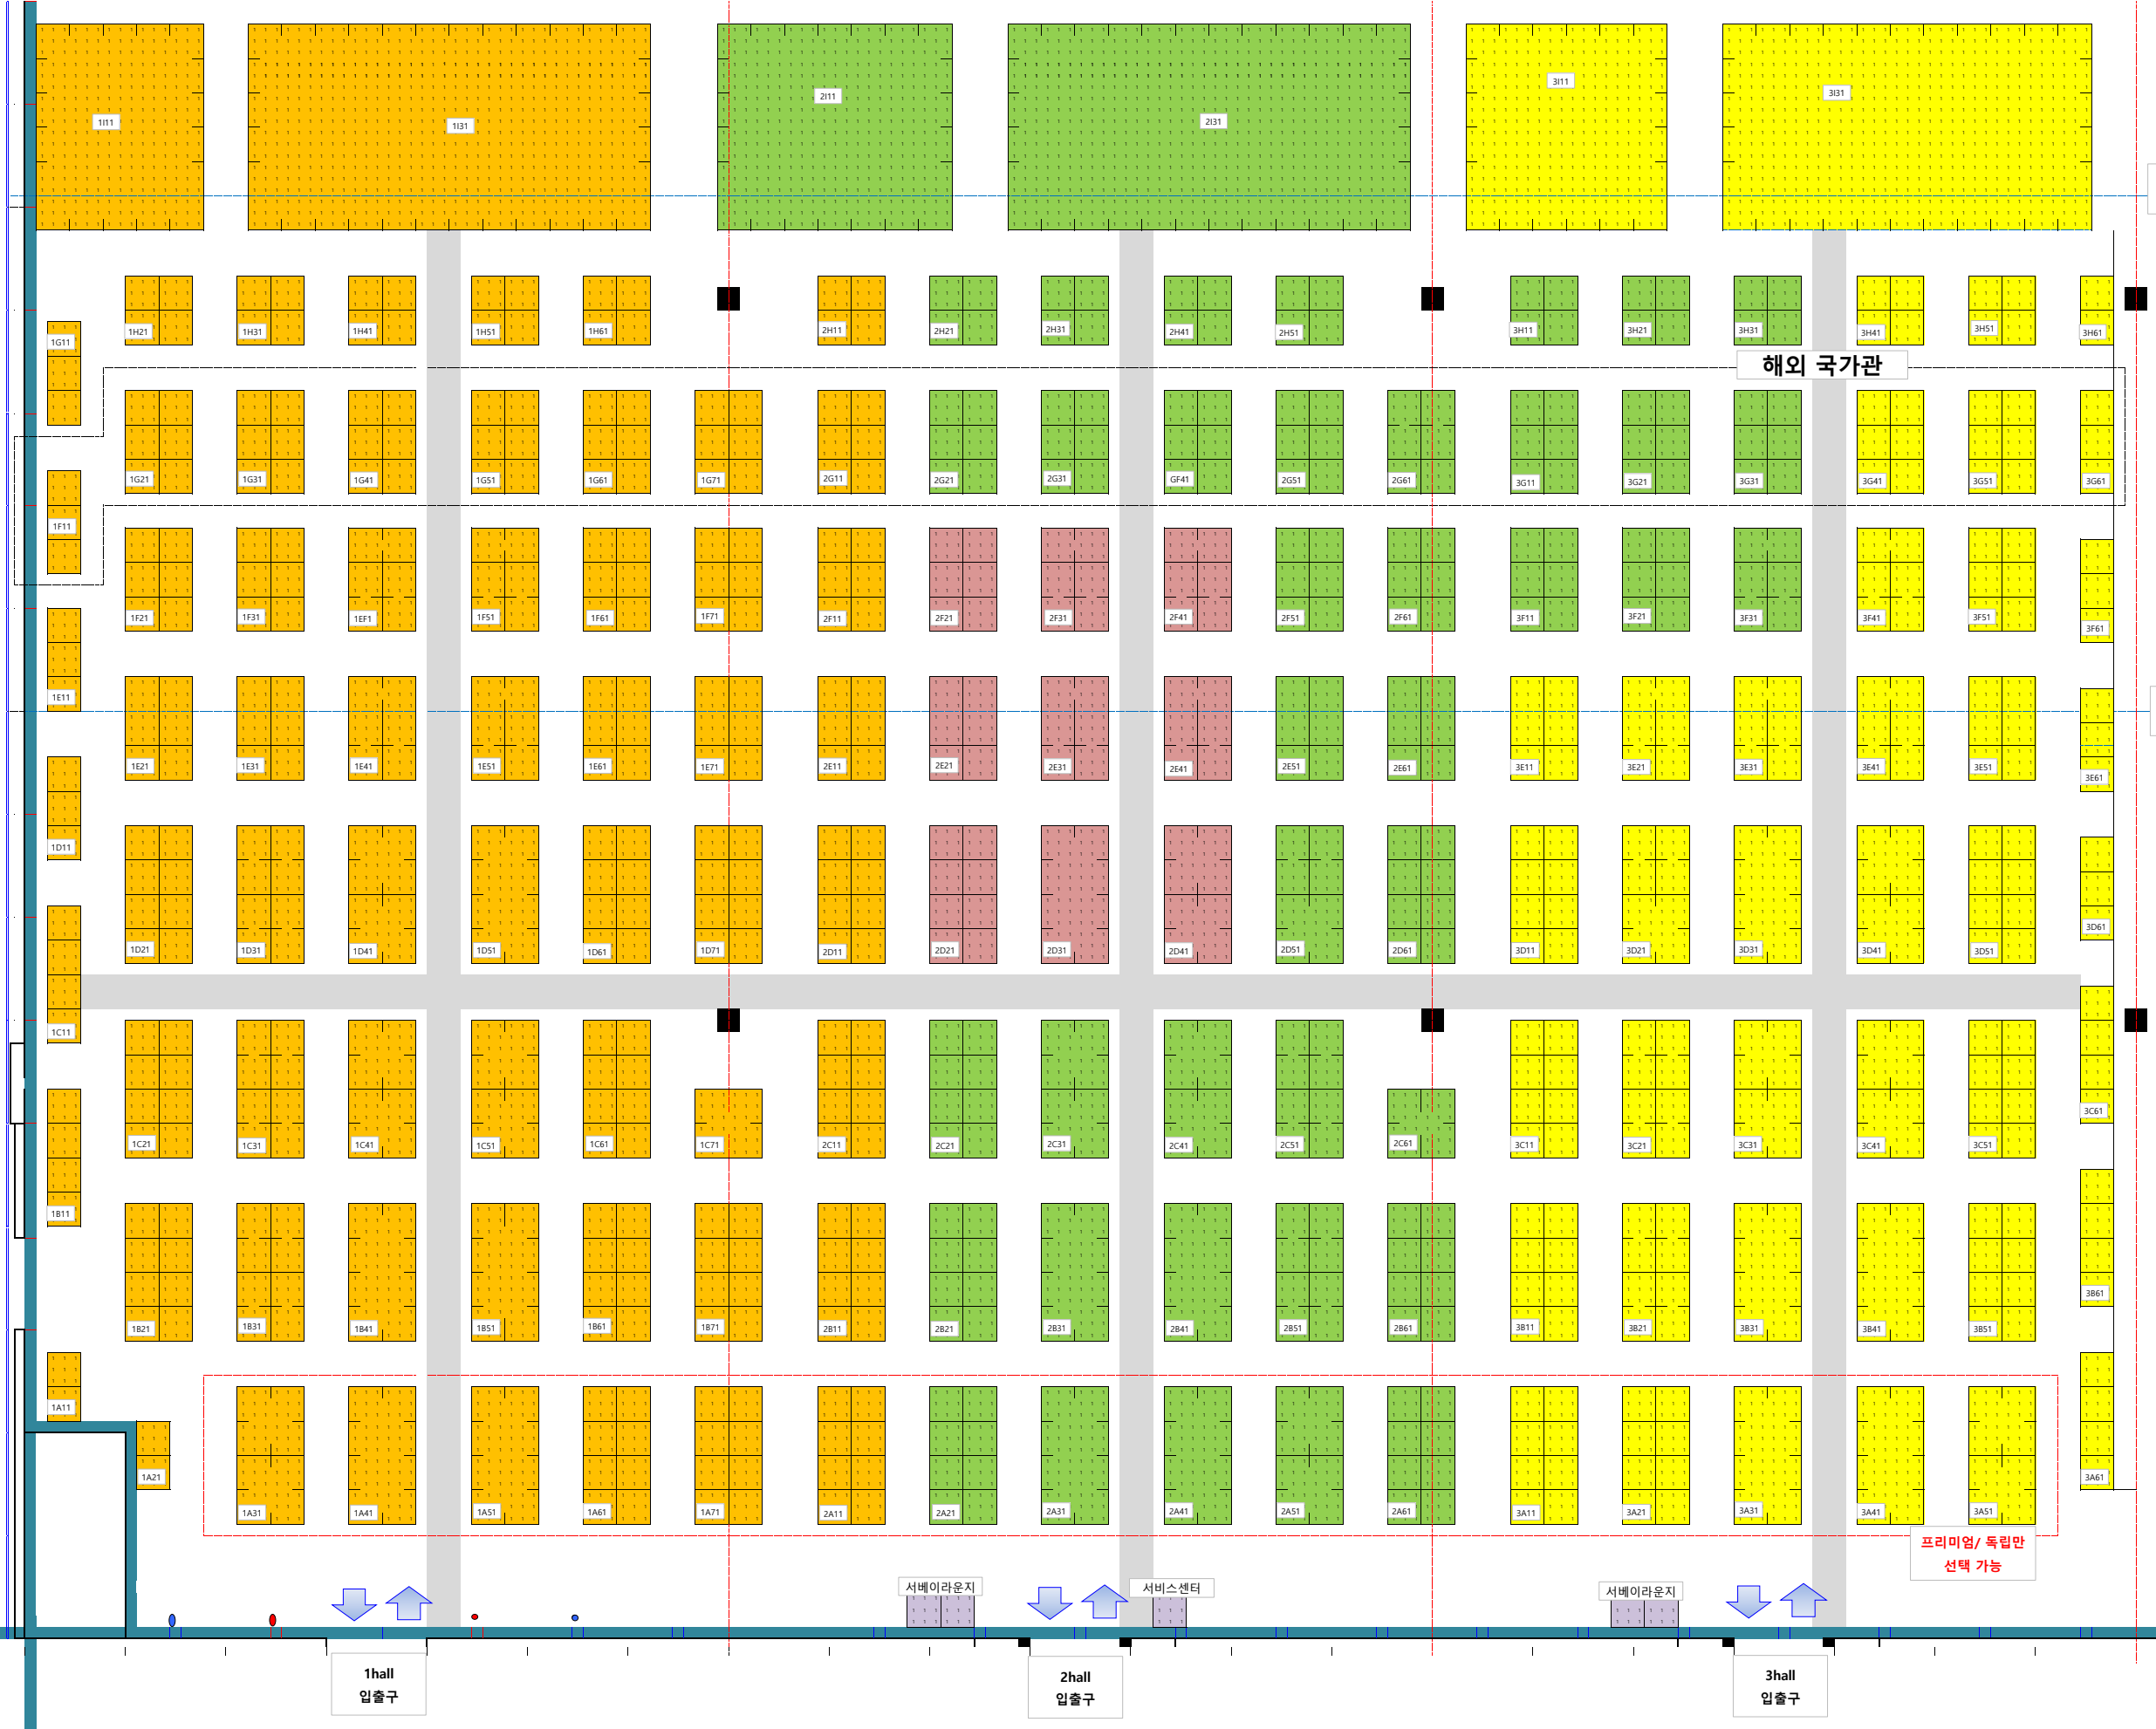 1I11 1I31 2I11 2I31 3I11 3I31
1H21 1H31 1H41 1H51 1H61 2H11 2H21 2H31 2H41 2H51 3H11 3H21 3H31 3H41 3H51 3H61
1G11
해외 국가관
1G21 1G31 1G41 1G51 1G61 1G71 2G11 2G21 2G31 GF41 2G51 2G61 3G11 3G21 3G31 3G41 3G51 3G61
1F11
1F21 1F31 1EF1 1F51 1F61 1F71 2F11 2F21 2F31 2F41 2F51 2F61 3F11 3F21 3F31 3F41 3F51 3F61
1E11
1E21 1E31 1E41 1E51 1E61 1E71 2E11 2E21 2E31 2E41 2E51 2E61 3E11 3E21 3E31 3E41 3E51 3E61
1D11
1D21 1D31 1D41 1D51 1D61 1D71 2D11 2D21 2D31 2D41 2D51 2D61 3D11 3D21 3D31 3D41 3D51 3D61
1C11
1C21 1C31 1C41 1C51 1C61 1C71 2C11 2C21 2C31 2C41 2C51 2C61 3C11 3C21 3C31 3C41 3C51 3C61
1B11
1B21 1B31 1B41 1B51 1B61 1B71 2B11 2B21 2B31 2B41 2B51 2B61 3B11 3B21 3B31 3B41 3B51 3B61
1A11
1A21 3A61
1A31 1A41 1A51 1A61 1A71 2A11 2A21 2A31 2A41 2A51 2A61 3A11 3A21 3A31 3A41 3A51
프리미엄/ 독립만
선택 가능
서베이라운지 서비스센터 서베이라운지
1hall
입출구
2hall
입출구
3hall
입출구